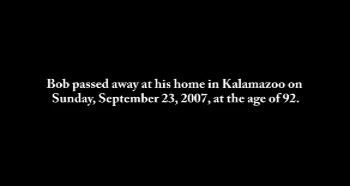 Bob passed away at his home in Kalamazoo on
Sunday, September 23, 2007, at the age of 92.